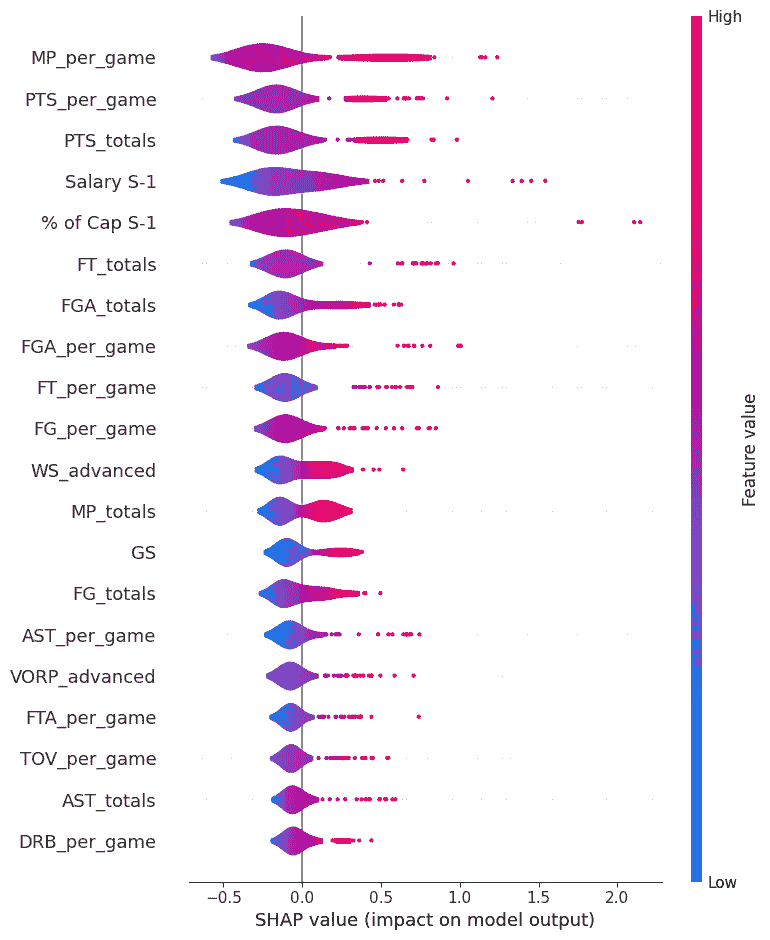 High
MP_per_game
PTS_per_game
PTS_totals
Salary S-1
% of Cap S-1
FT_totals
FGA_totals
FGA_per_game
FT_per_game
FG_per_game
WS_advanced
MP_totals
GS
FG_totals
AST_per_game
VORP_advanced
FTA_per_game
TOV_per_game
AST_totals
DRB_per_game
Feature value
Low
−0.5 0.0 0.5 1.0 1.5 2.0
SHAP value (impact on model output)